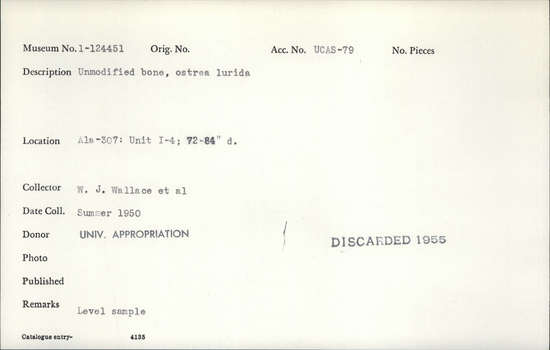 Museum No. 1-124451 Orig. No. Acc. No. UCAS-79 No. Pieces
Description Unmodified bone, ostrea lurida
Location Ala-307: Unit I-4; 72-84" d.
Collector W. J. Wallace et al
Date Coll. Summer 1950
Donor UNIV. APPROPRIATION
DISCARDED 1955
Photo
Published
Remarks Level sample
Catalogue entry- 4135